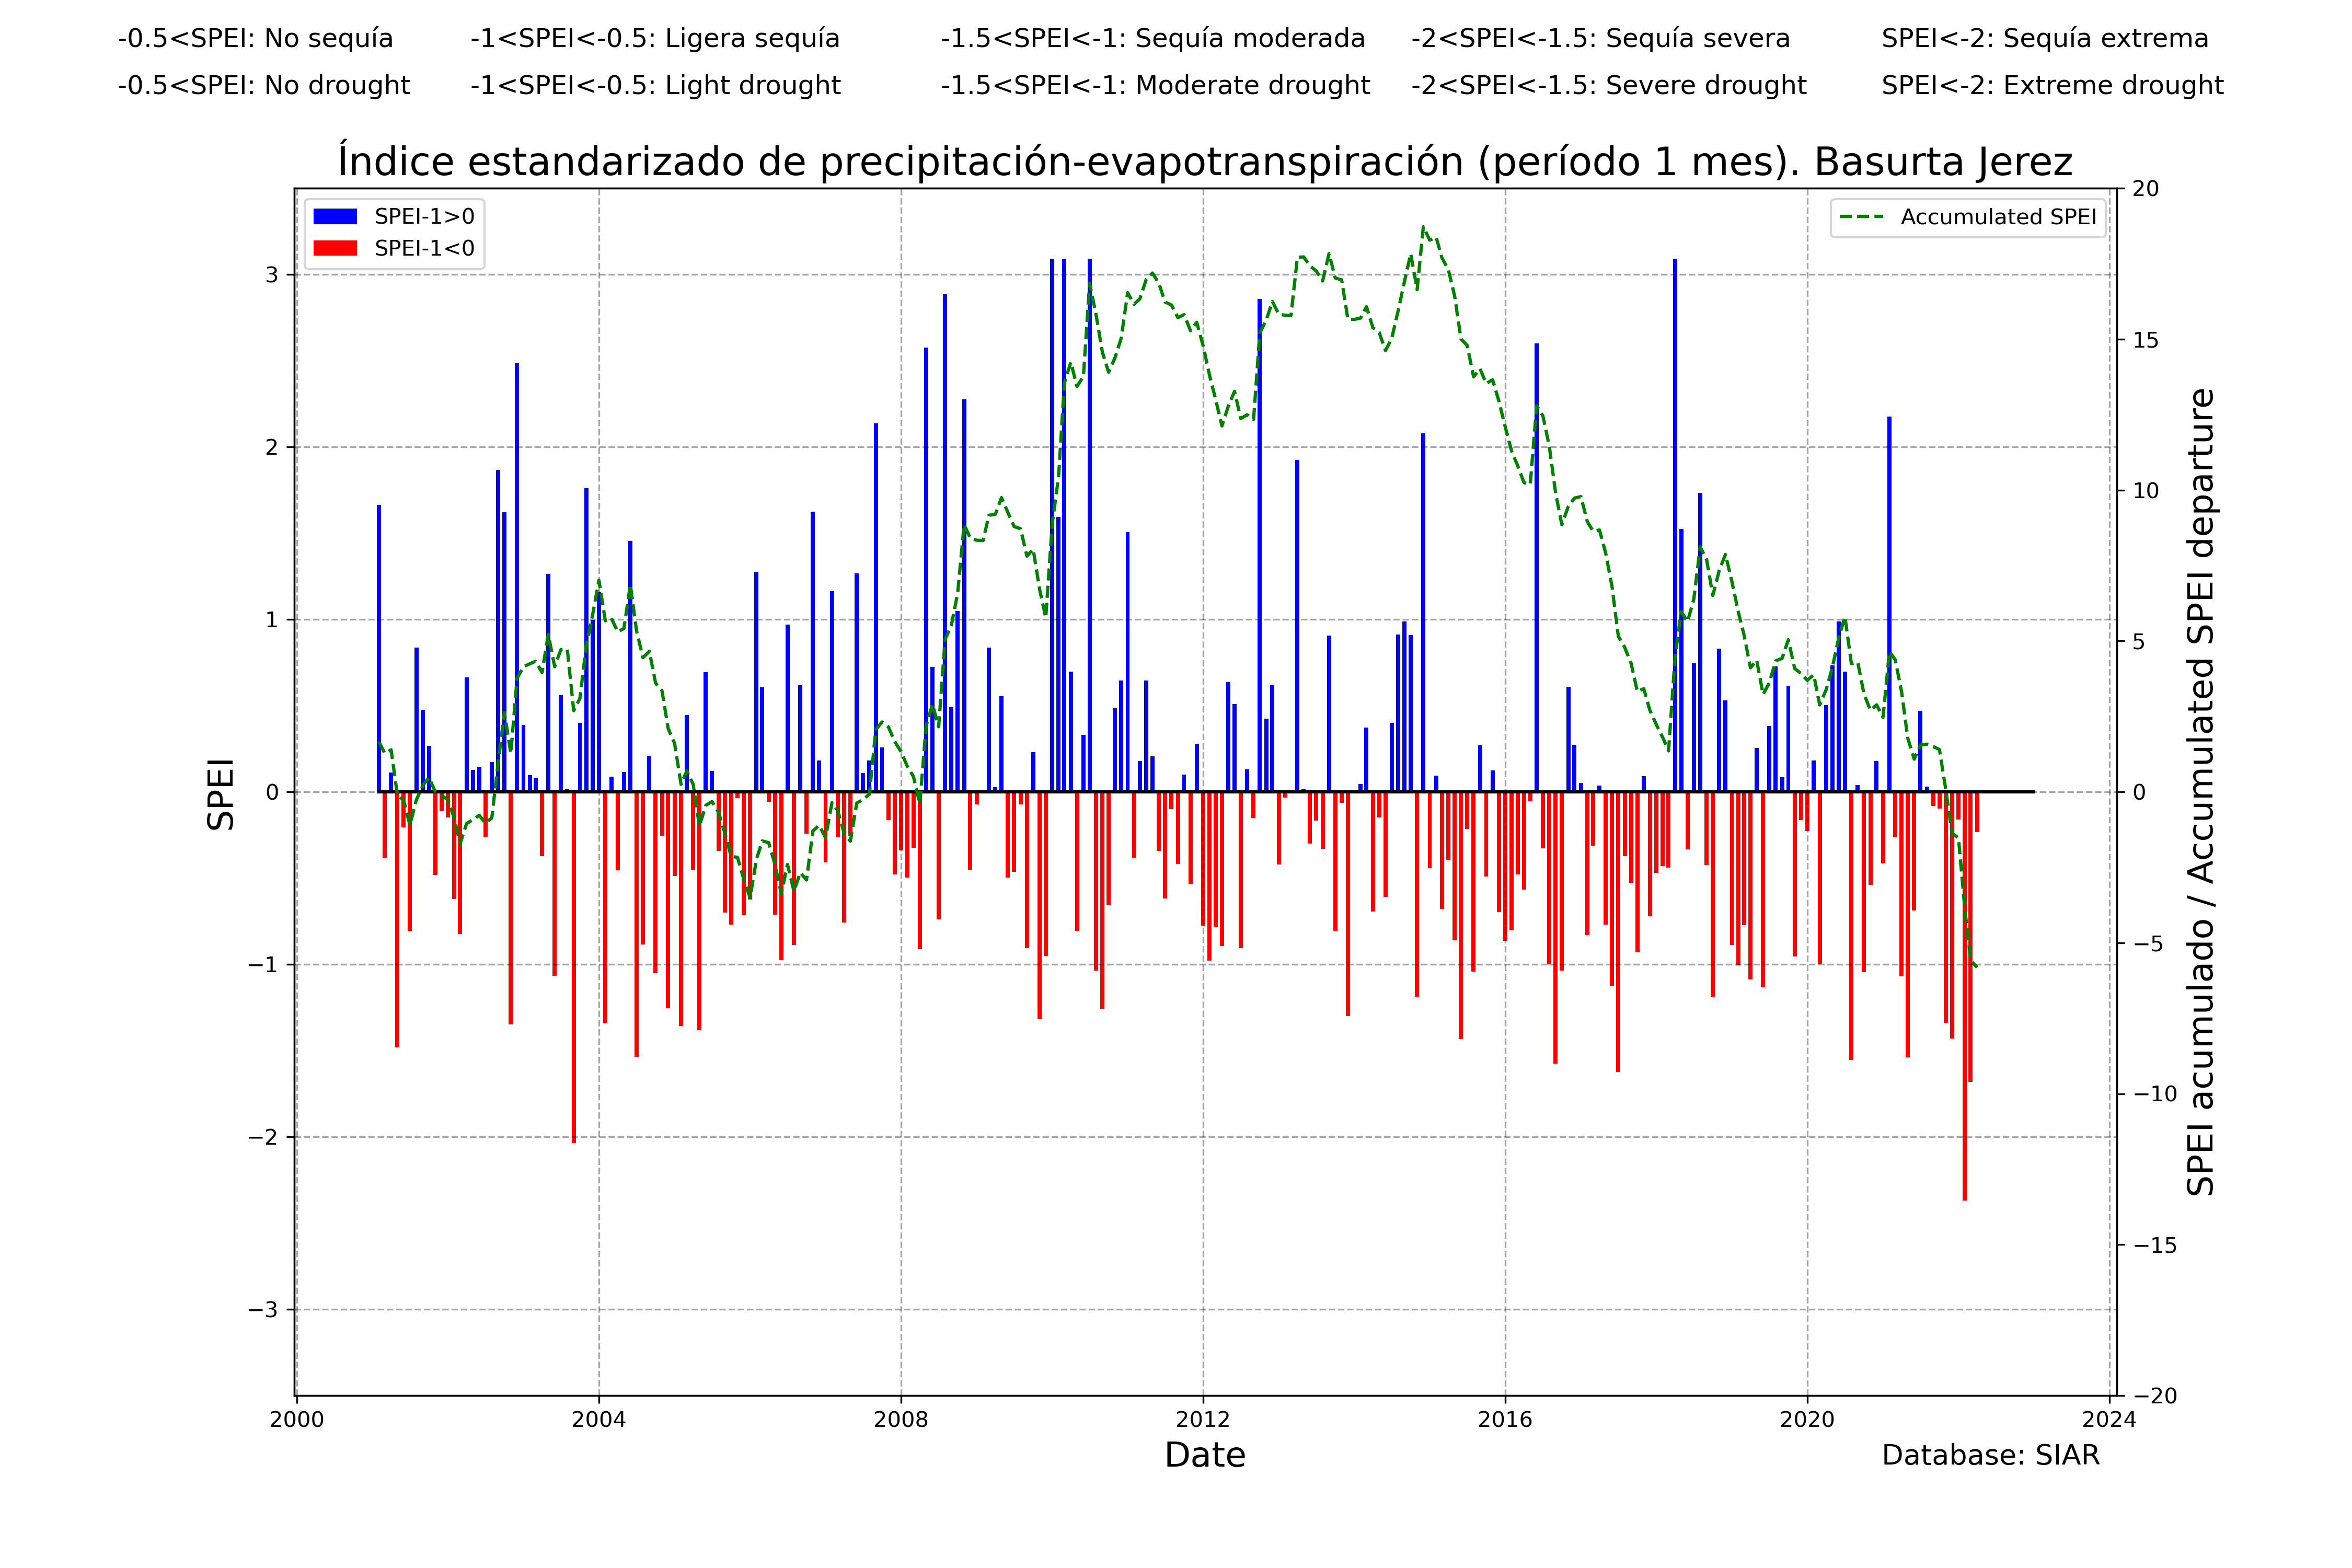 -0.5<SPEI: No sequía -1<SPEI<-0.5: Ligera sequía -1.5<SPEI<-1: Sequía moderada -2<SPEI<-1.5: Sequía severa SPEI<-2: Sequía extrema
-0.5<SPEI: No drought -1<SPEI<-0.5: Light drought -1.5<SPEI<-1: Moderate drought -2<SPEI<-1.5: Severe drought SPEI<-2: Extreme drought
Índice estandarizado de precipitación-evapotranspiración (período 1 mes). Basurta Jerez
SPEI-1>0
SPEI-1<0
Accumulated SPEI
SPEI
3
2
1
0
−1
−2
−3
20
15
10
5
0
−5
−10
−15
−20
SPEI acumulado / Accumulated SPEI departure
2000 2004 2008 2012 2016 2020 2024
Date
Database: SIAR